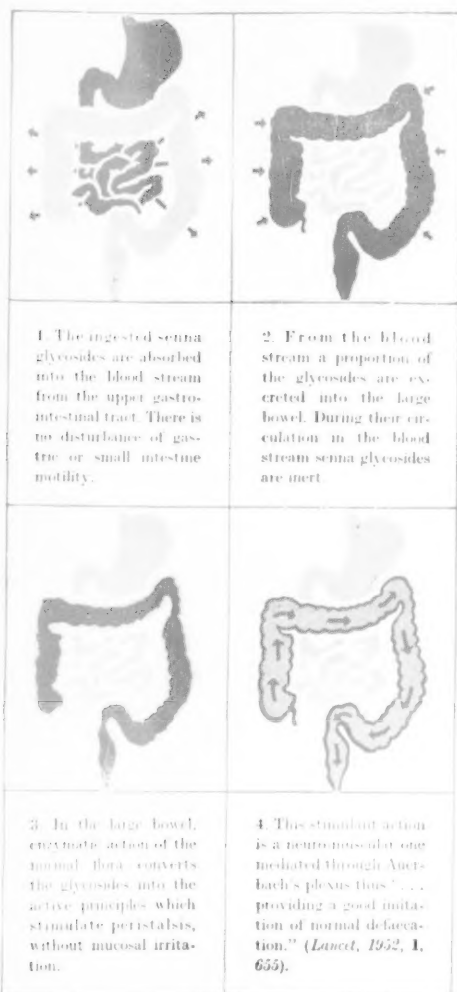 1. The ingested senna
glycosides are absorbed
into the blood stream
from the upper gastro-
intestinal tract. There is
no disturbance of gas-
tric or small intestine
motility.
2. From the blood
stream a proportion of
the glycosides are ex-
creted into the large
bowel. During their cir-
culation in the blood
stream senna glycosides
are inert
3. In the large bowel,
enzymatic action of the
normal flora converts
the glycosides into the
active principles which
stimulate peristalsis,
without mucosal irrita-
tion.
4. This stimulant action
is a neuromuscular one
mediated through Auer-
bach's plexus thus ". . .
providing a good imita-
tion of normal defaeca-
tion." (Lancet, 1952, 1,
655).